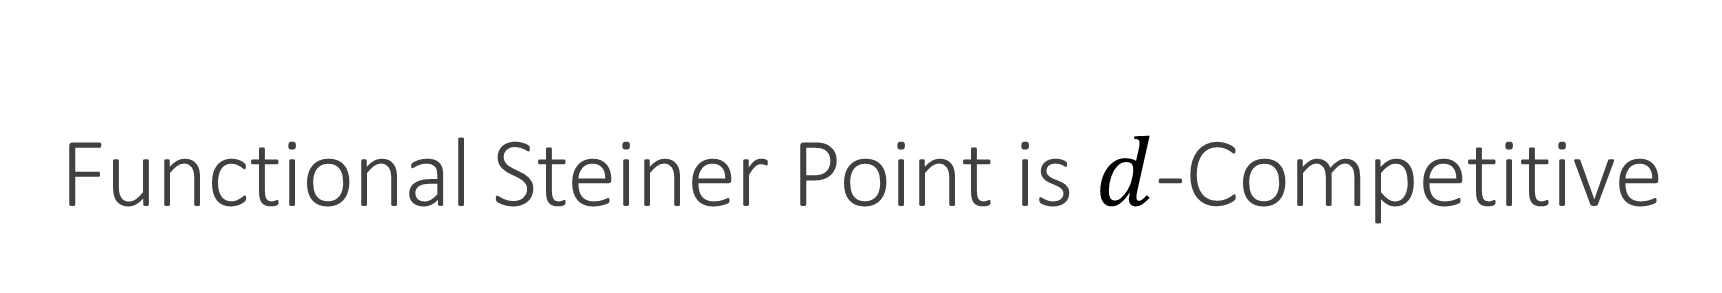 Functional Steiner Point is d-Competitive